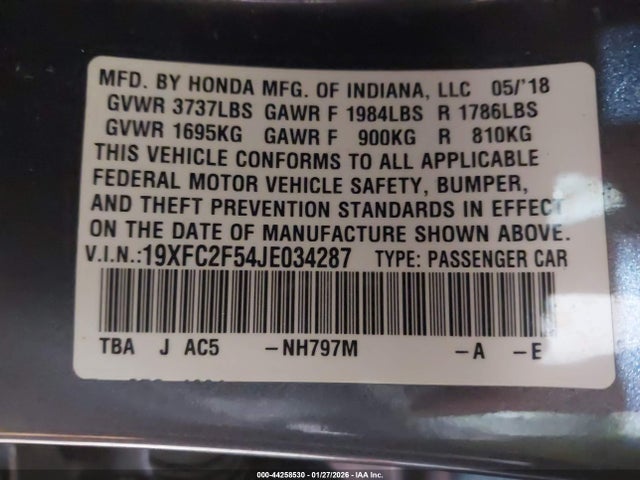 MFD. BY HONDA MFG. OF INDIANA, LLC 05/'18
GVWR 3737LBS GAWR F 1984LBS R 1786LBS
GVWR 1695KG GAWR F 900KG R 810KG
THIS VEHICLE CONFORMS TO ALL APPLICABLE
FEDERAL MOTOR VEHICLE SAFETY, BUMPER,
AND THEFT PREVENTION STANDARDS IN EFFECT
ON THE DATE OF MANUFACTURE SHOWN ABOVE.
V.I.N.:19XFC2F54JE034287 TYPE: PASSENGER CAR
TBA J AC5 -NH797M -A -E
000-44258530 - 01/27/2026 - IAA Inc.